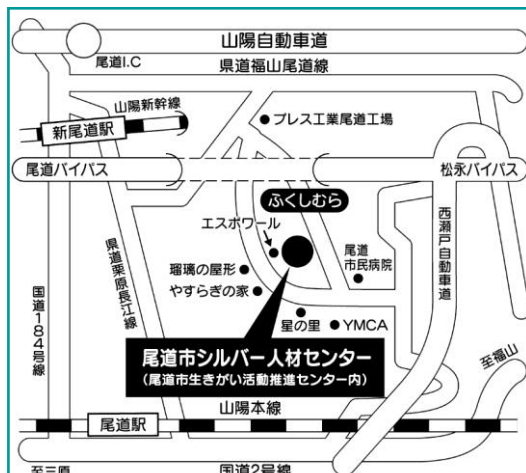 山陽自動車道
尾道I.C
県道福山尾道線
山陽新幹線
新尾道駅
プレス工業尾道工場
尾道バイパス
松永バイパス
ふくしむら
エスポワール
尾道
市民病院
西瀬戸自動車道
県道栗原長江線
瑠璃の屋形
やすらぎの家
国道184号線
星の里
YMCA
尾道市シルバー人材センター
(尾道市生きがい活動推進センター内)
至福山
山陽本線
尾道駅
至三原
国道2号線